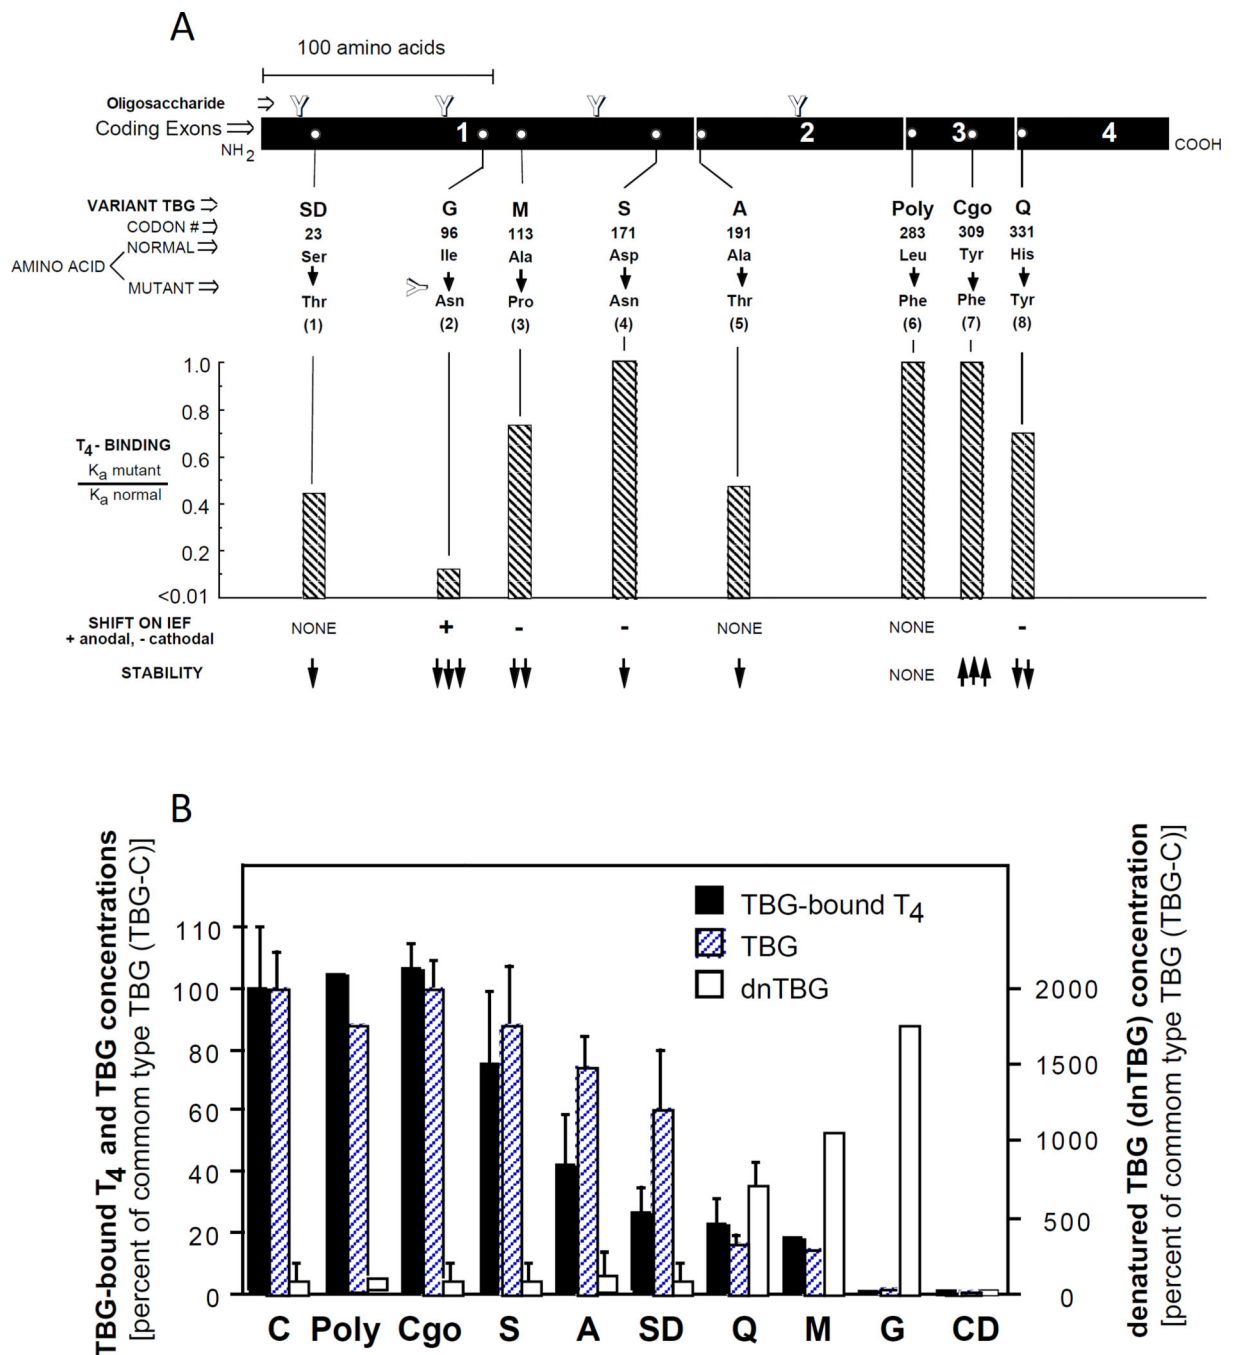 A
100 amino acids
Oligosaccharide ⇒
Y Y Y Y
Coding Exons ⇒ 1 2 3 4
NH2 COOH
VARIANT TBG ⇒ SD G M S A Poly Cgo Q
CODON # ⇒ 23 96 113 171 191 283 309 331
NORMAL ⇒ Ser Ile Ala Asp Ala Leu Tyr His
AMINO ACID
MUTANT ⇒ Y
Thr Asn Pro Asn Thr Phe Phe Tyr
(1) (2) (3) (4) (5) (6) (7) (8)
1.0
0.8
T4- BINDING
0.6
Ka mutant
Ka normal
0.4
0.2
<0.01
SHIFT ON IEF
+ anodal, - cathodal
NONE + - - NONE NONE -
STABILITY NONE
B
TBG-bound T4 and TBG concentrations
[percent of commom type TBG (TBG-C)]
110
100
80
60
40
20
0
TBG-bound T4
TBG
dnTBG
2000
1500
1000
500
0
denatured TBG (dnTBG) concentration
[percent of commom type TBG (TBG-C)]
C Poly Cgo S A SD Q M G CD